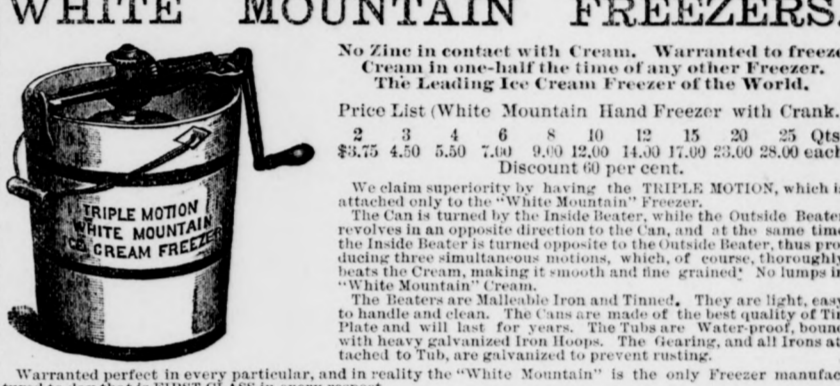 WHITE MOUNTAIN FREEZERS.
No Zinc in contact with Cream. Warranted to freeze
Cream in one-half the time of any other Freezer.
The Leading Ice Cream Freezer of the World.
Price List (White Mountain Hand Freezer with Crank.
2 3 4 6 8 10 12 15 20 25 Qts
$3.75 4.50 5.50 7.00 9.00 12.00 14.00 17.00 23.00 28.00 each
Discount 60 per cent.
We claim superiority by having the TRIPLE MOTION, which i
attached only to the "White Mountain" Freezer.
The Can is turned by the Inside Beater, while the Outside Beate
revolves in an opposite direction to the Can, and at the same time
the Inside Beater is turned opposite to the Outside Beater, thus pro
ducing three simultaneous motions, which, of course, thoroughly
beats the Cream, making it smooth and fine grained. No lumps i
"White Mountain" Cream.
The Beaters are Malleable Iron and Tinned. They are light, easy
to handle and clean. The Cans are made of the best quality of Tin
Plate and will last for years. The Tubs are Water-proof, boun
with heavy galvanized Iron Hoops. The Gearing, and all Irons at
tached to Tub, are galvanized to prevent rusting.
TRIPLE MOTION
WHITE MOUNTAIN
ICE CREAM FREEZER
Warranted perfect in every particular, and in reality the "White Mountain" is the only Freezer manufac